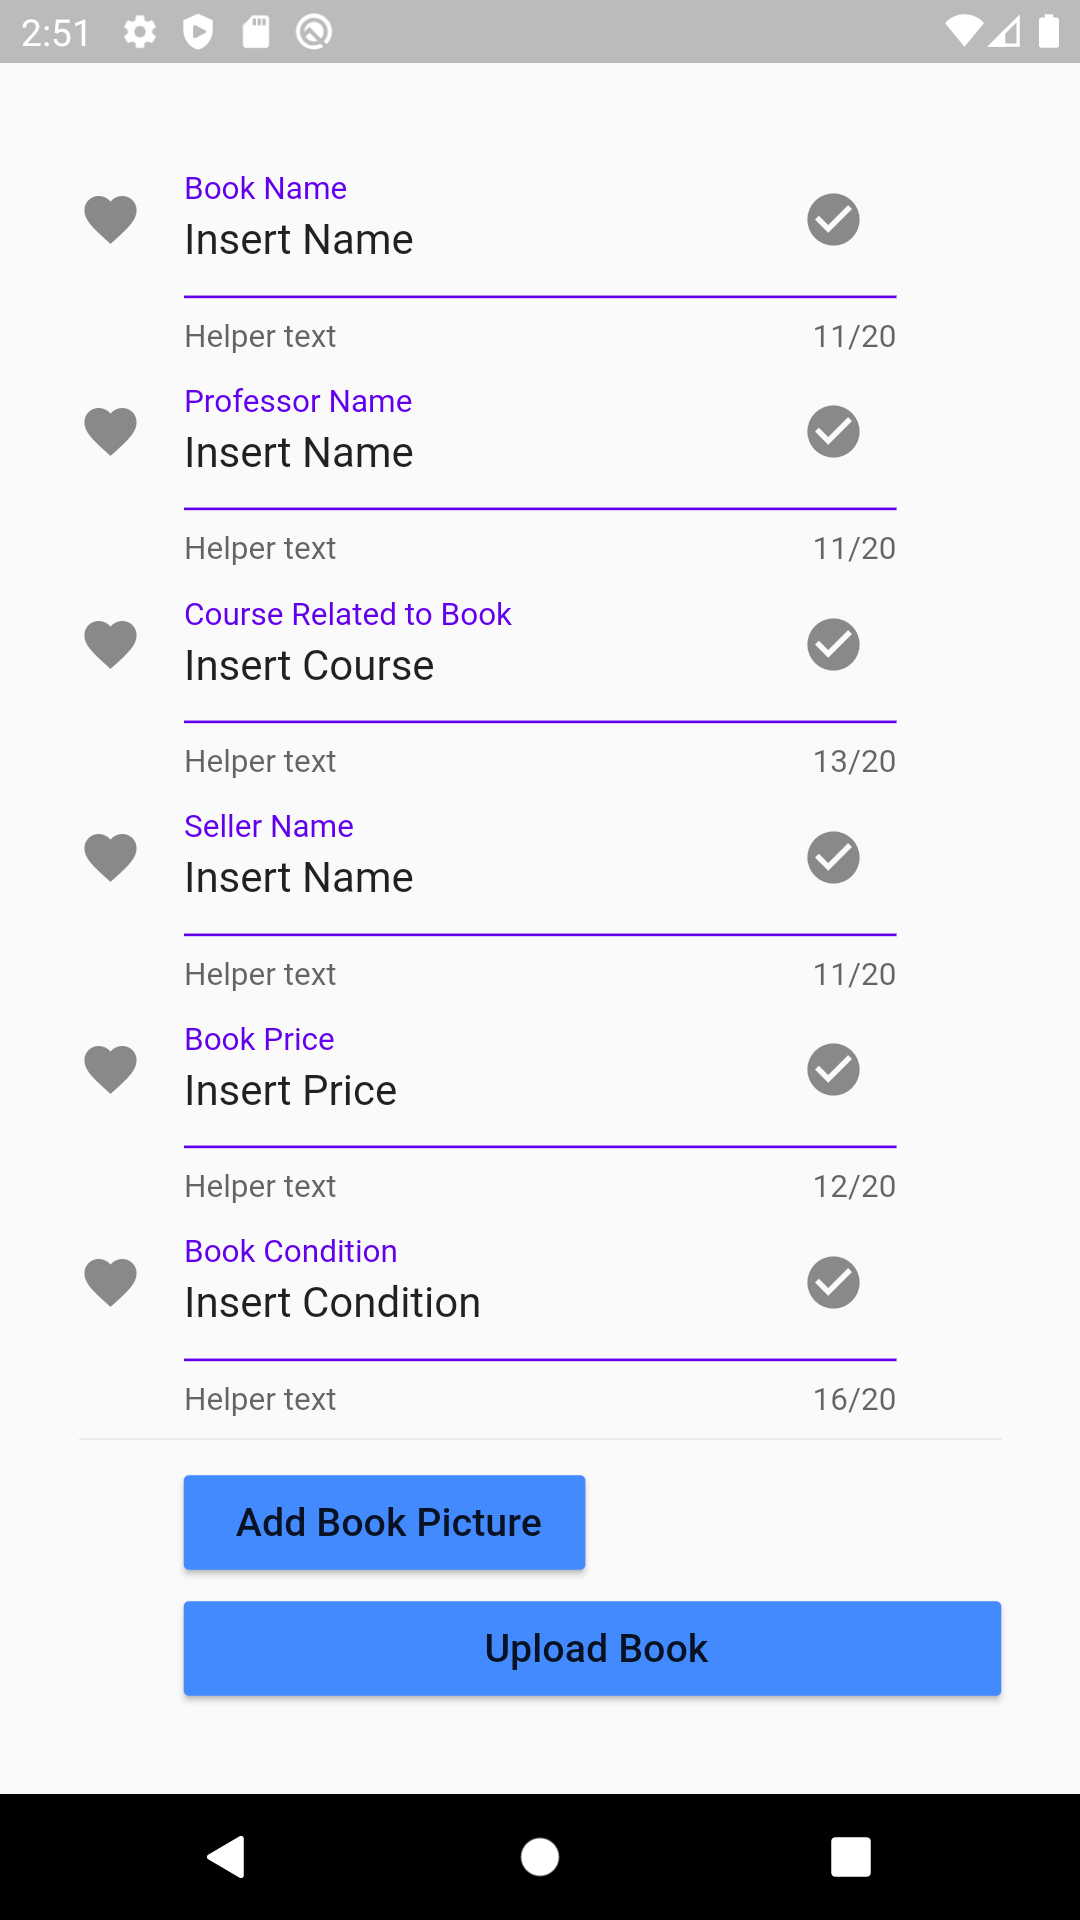 2:51
Book Name
Insert Name
Helper text 11/20
Professor Name
Insert Name
Helper text 11/20
Course Related to Book
Insert Course
Helper text 13/20
Seller Name
Insert Name
Helper text 11/20
Book Price
Insert Price
Helper text 12/20
Book Condition
Insert Condition
Helper text 16/20
Add Book Picture
Upload Book